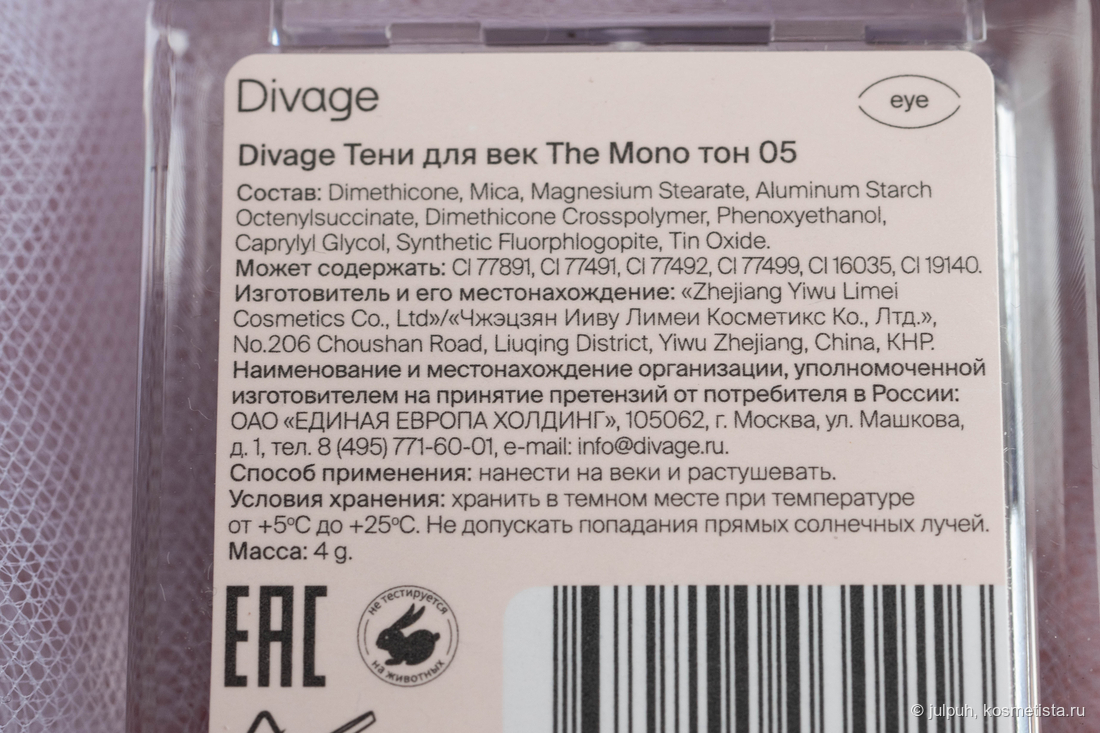 Divage
eye
Divage Тени для век The Mono тон 05
Состав: Dimethicone, Mica, Magnesium Stearate, Aluminum Starch
Octenylsuccinate, Dimethicone Crosspolymer, Phenoxyethanol,
Caprylyl Glycol, Synthetic Fluorphlogopite, Tin Oxide.
Может содержать: CI 77891, CI 77491, CI 77492, CI 77499, CI 16035, CI 19140.
Изготовитель и его местонахождение: «Zhejiang Yiwu Limei
Cosmetics Co., Ltd»/«Чжэцзян Ииву Лимеи Косметикс Ко., Лтд.»,
No.206 Choushan Road, Liuqing District, Yiwu Zhejiang, China, КНР.
Наименование и местонахождение организации, уполномоченной
изготовителем на принятие претензий от потребителя в России:
ОАО «ЕДИНАЯ ЕВРОПА ХОЛДИНГ», 105062, г. Москва, ул. Машкова,
д. 1, тел. 8 (495) 771-60-01, e-mail: info@divage.ru.
Способ применения: нанести на веки и растушевать.
Условия хранения: хранить в темном месте при температуре
от +5ºC до +25ºC. Не допускать попадания прямых солнечных лучей.
Масса: 4 g.
EAC
не тестируется
на животных
© julpuh, kosmetista.ru